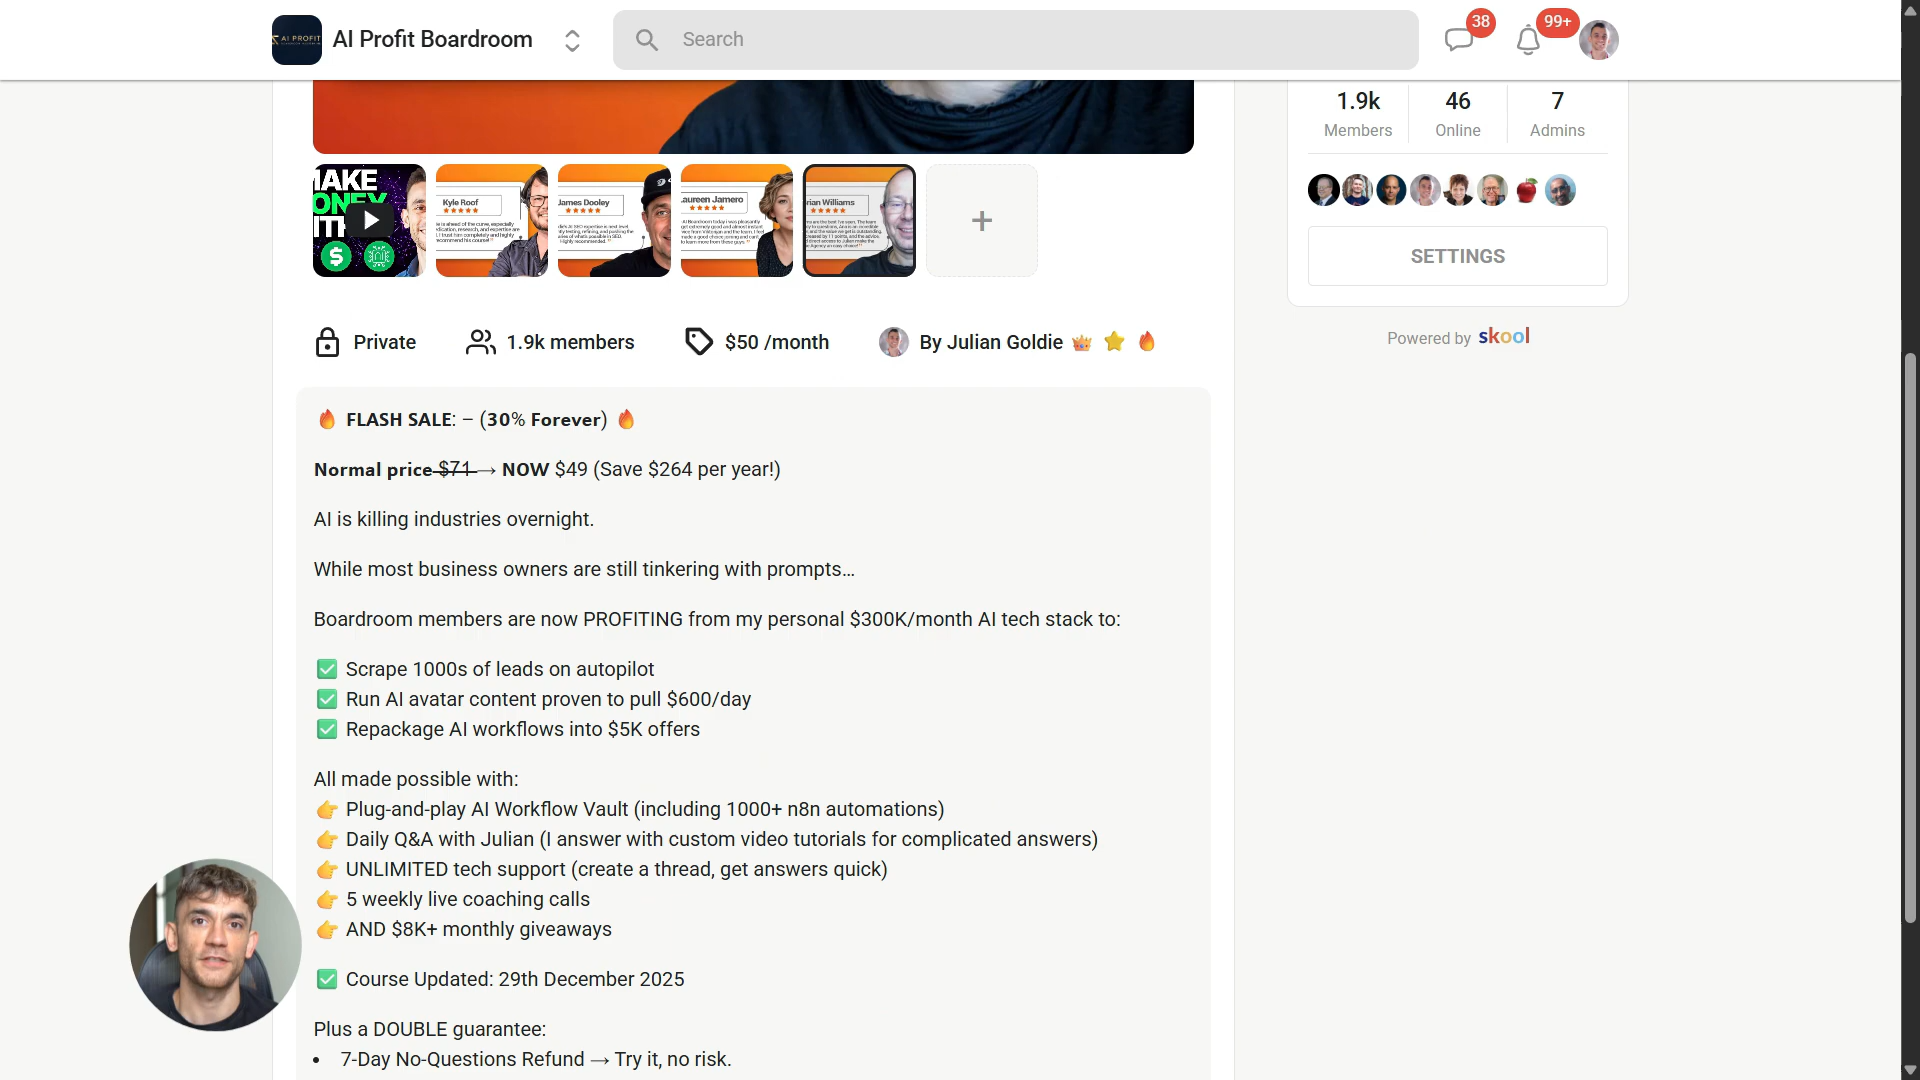 AI PROFIT
AI Profit Boardroom
Search
38
99+
1.9k
Members
46
Online
7
Admins
SETTINGS
Powered by skool
Kyle Roof
James Dooley
aureen Jamero
rian Williams
Private
1.9k members
$50 /month
By Julian Goldie 👑 ⭐ 🔥
🔥 FLASH SALE: – (30% Forever) 🔥
Normal price $71 → NOW $49 (Save $264 per year!)
AI is killing industries overnight.
While most business owners are still tinkering with prompts…
Boardroom members are now PROFITING from my personal $300K/month AI tech stack to:
✅ Scrape 1000s of leads on autopilot
✅ Run AI avatar content proven to pull $600/day
✅ Repackage AI workflows into $5K offers
All made possible with:
👉 Plug-and-play AI Workflow Vault (including 1000+ n8n automations)
👉 Daily Q&A with Julian (I answer with custom video tutorials for complicated answers)
👉 UNLIMITED tech support (create a thread, get answers quick)
👉 5 weekly live coaching calls
👉 AND $8K+ monthly giveaways
✅ Course Updated: 29th December 2025
Plus a DOUBLE guarantee:
• 7-Day No-Questions Refund → Try it, no risk.